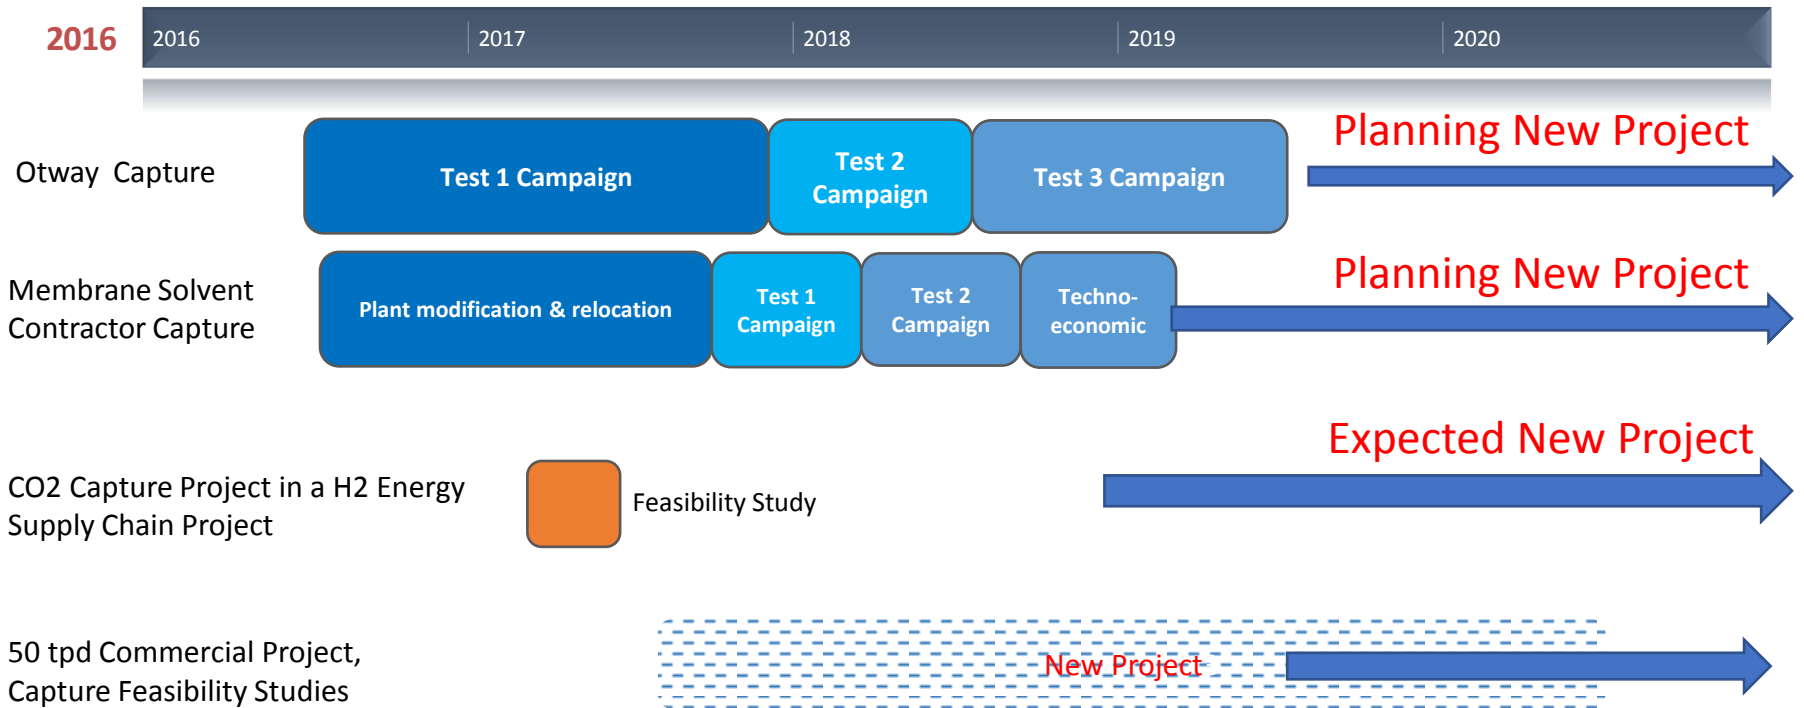 2016
2016 2017 2018 2019 2020
Planning New Project
Otway Capture
Test 1 Campaign
Test 2
Campaign
Test 3 Campaign
Planning New Project
Membrane Solvent
Contractor Capture
Plant modification & relocation
Test 1
Campaign
Test 2
Campaign
Techno-
economic
Expected New Project
CO2 Capture Project in a H2 Energy
Supply Chain Project
Feasibility Study
50 tpd Commercial Project,
Capture Feasibility Studies
New Project